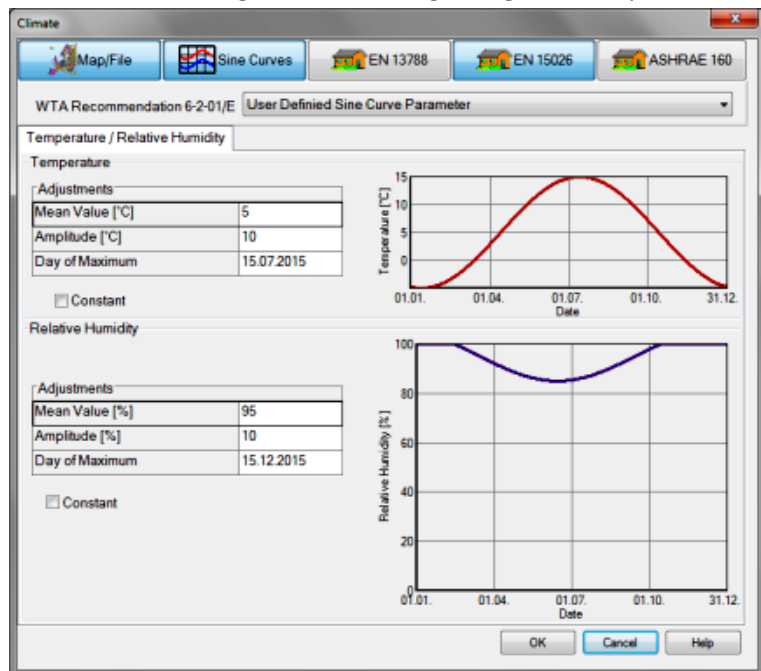 Climate
Map/File Sine Curves EN 13788 EN 15026 ASHRAE 160
WTA Recommendation 6-2-01/E User Definied Sine Curve Parameter
Temperature / Relative Humidity
Temperature
Adjustments
Mean Value [°C] 5
Amplitude [°C] 10
Day of Maximum 15.07.2015
Constant
Temperature [°C]
15
10
5
0
01.01. 01.04. 01.07. 01.10. 31.12.
Date
Relative Humidity
Adjustments
Mean Value [%] 95
Amplitude [%] 10
Day of Maximum 15.12.2015
Constant
Relative Humidity [%]
100
80
60
40
20
0
01.01. 01.04. 01.07. 01.10. 31.12.
Date
OK Cancel Help